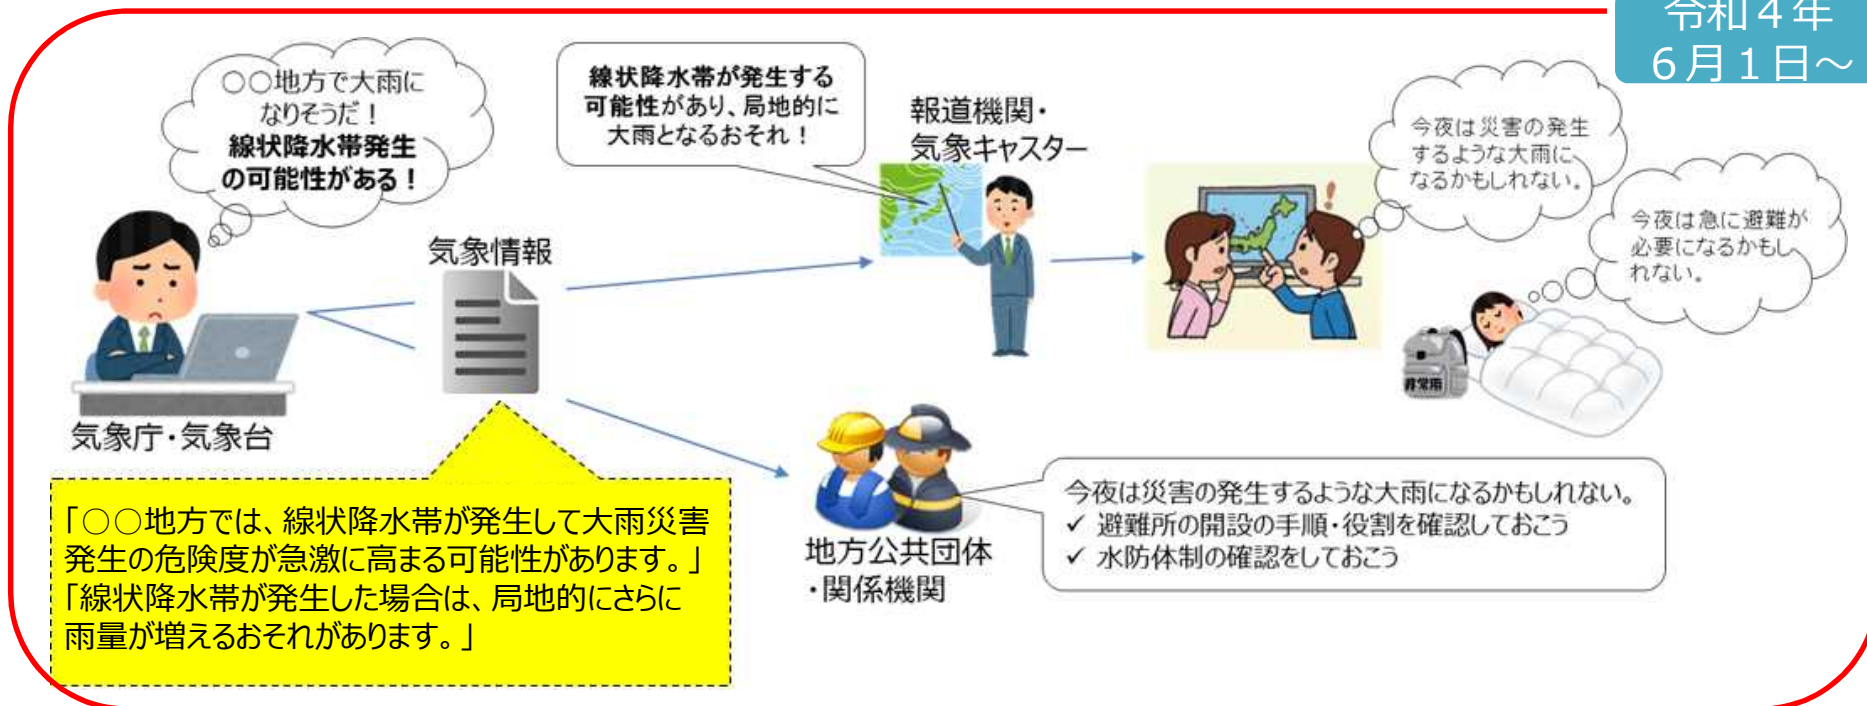 令和４年
６月１日～
○○地方で大雨に
なりそうだ！
線状降水帯発生
の可能性がある！
気象庁・気象台
気象情報
線状降水帯が発生する
可能性があり、局地的に
大雨となるおそれ！
報道機関・
気象キャスター
今夜は災害の発生
するような大雨に
なるかもしれない。
今夜は急に避難が
必要になるかもし
れない。
非常用
「○○地方では、線状降水帯が発生して大雨災害
発生の危険度が急激に高まる可能性があります。」
「線状降水帯が発生した場合は、局地的にさらに
雨量が増えるおそれがあります。」
地方公共団体
・関係機関
今夜は災害の発生するような大雨になるかもしれない。
✓ 避難所の開設の手順・役割を確認しておこう
✓ 水防体制の確認をしておこう